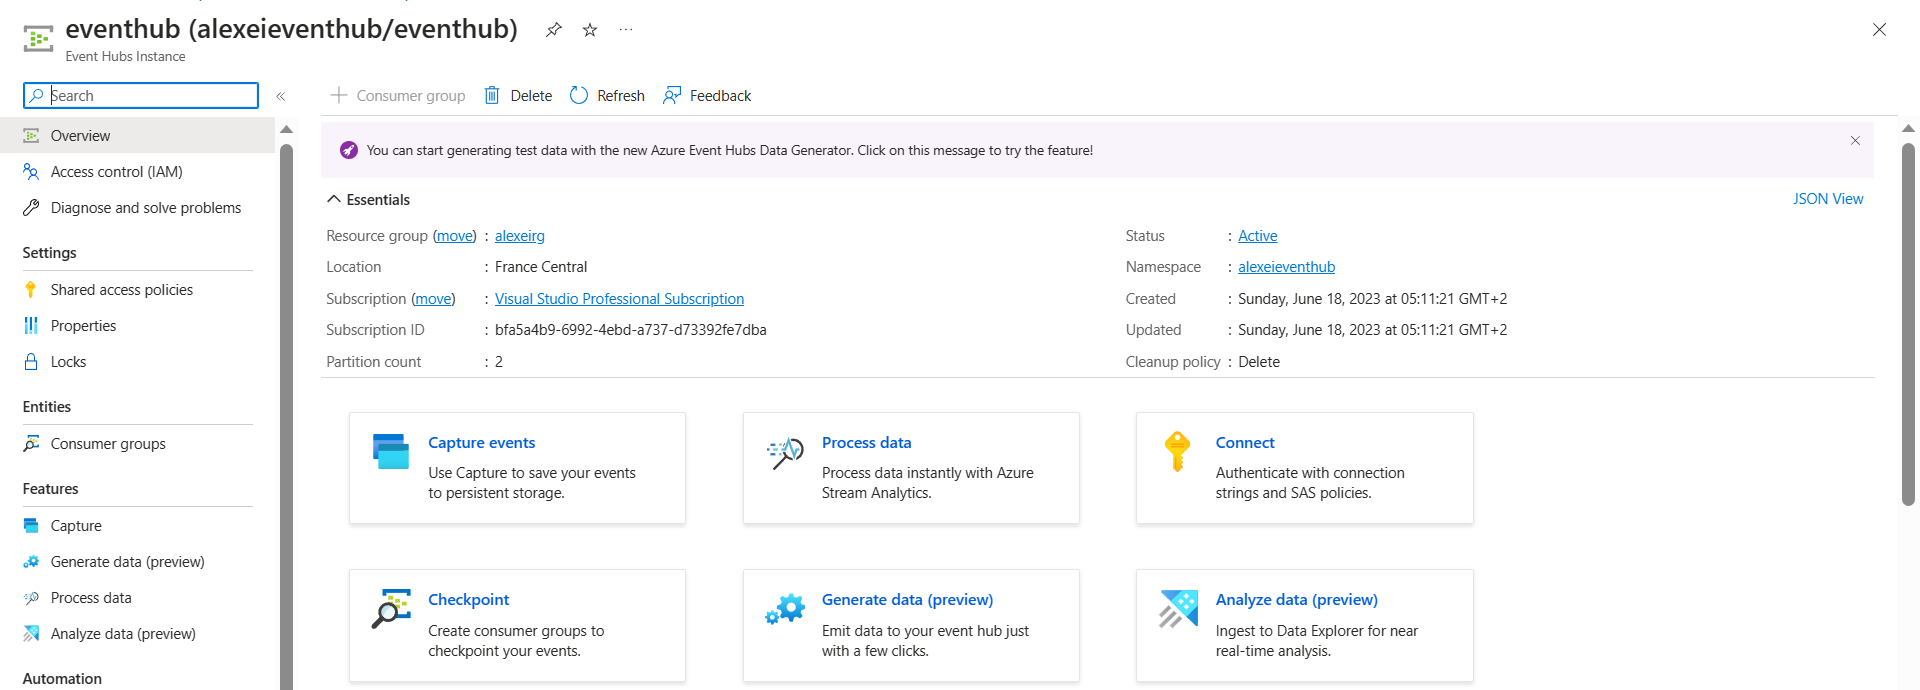 eventhub (alexeieventhub/eventhub)
Event Hubs Instance
Search
Consumer group
Delete
Refresh
Feedback
Overview
Access control (IAM)
Diagnose and solve problems
Settings
Shared access policies
Properties
Locks
Entities
Consumer groups
Features
Capture
Generate data (preview)
Process data
Analyze data (preview)
Automation
You can start generating test data with the new Azure Event Hubs Data Generator. Click on this message to try the feature!
Essentials
JSON View
Resource group (move) : alexeirg
Location : France Central
Subscription (move) : Visual Studio Professional Subscription
Subscription ID : bfa5a4b9-6992-4ebd-a737-d73392fe7dba
Partition count : 2
Status : Active
Namespace : alexeieventhub
Created : Sunday, June 18, 2023 at 05:11:21 GMT+2
Updated : Sunday, June 18, 2023 at 05:11:21 GMT+2
Cleanup policy : Delete
Capture events
Use Capture to save your events
to persistent storage.
Process data
Process data instantly with Azure
Stream Analytics.
Connect
Authenticate with connection
strings and SAS policies.
Checkpoint
Create consumer groups to
checkpoint your events.
Generate data (preview)
Emit data to your event hub just
with a few clicks.
Analyze data (preview)
Ingest to Data Explorer for near
real-time analysis.